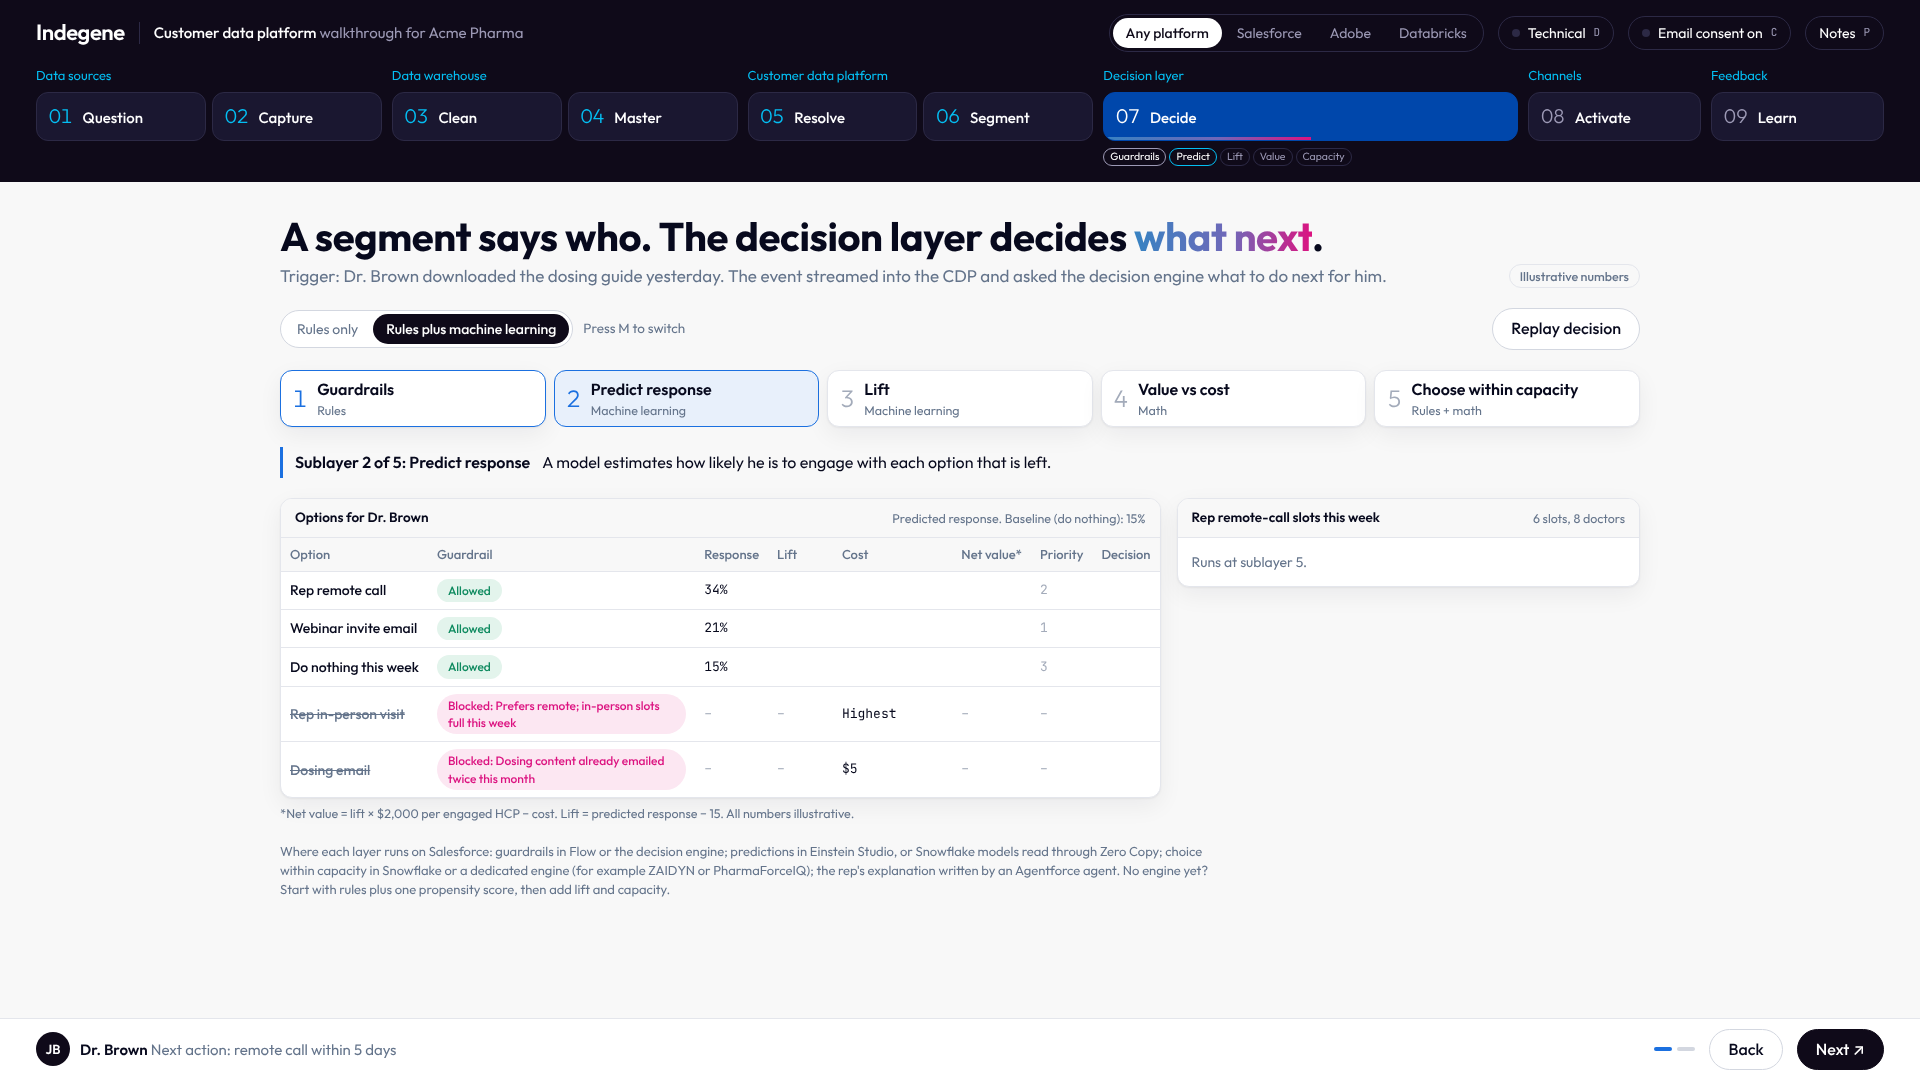 Indegene
Customer data platform walkthrough for Acme Pharma
Any platform
Salesforce
Adobe
Databricks
Technical D
Email consent on C
Notes P
Data sources
Data warehouse
Customer data platform
Decision layer
Channels
Feedback
01 Question
02 Capture
03 Clean
04 Master
05 Resolve
06 Segment
07 Decide
08 Activate
09 Learn
Guardrails
Predict
Lift
Value
Capacity
A segment says who. The decision layer decides what next.
Trigger: Dr. Brown downloaded the dosing guide yesterday. The event streamed into the CDP and asked the decision engine what to do next for him.
Illustrative numbers
Rules only
Rules plus machine learning
Press M to switch
Replay decision
1 Guardrails
Rules
2 Predict response
Machine learning
3 Lift
Machine learning
4 Value vs cost
Math
5 Choose within capacity
Rules + math
Sublayer 2 of 5: Predict response A model estimates how likely he is to engage with each option that is left.
Options for Dr. Brown
Predicted response. Baseline (do nothing): 15%
Option Guardrail Response Lift Cost Net value* Priority Decision
Rep remote call Allowed 34% 2
Webinar invite email Allowed 21% 1
Do nothing this week Allowed 15% 3
Rep in-person visit Blocked: Prefers remote; in-person slots full this week – – Highest – –
Dosing email Blocked: Dosing content already emailed twice this month – – $5 – –
Rep remote-call slots this week
6 slots, 8 doctors
Runs at sublayer 5.
*Net value = lift × $2,000 per engaged HCP − cost. Lift = predicted response − 15. All numbers illustrative.
Where each layer runs on Salesforce: guardrails in Flow or the decision engine; predictions in Einstein Studio, or Snowflake models read through Zero Copy; choice
within capacity in Snowflake or a dedicated engine (for example ZAIDYN or PharmaForceIQ); the rep's explanation written by an Agentforce agent. No engine yet?
Start with rules plus one propensity score, then add lift and capacity.
JB
Dr. Brown Next action: remote call within 5 days
Back
Next ↗